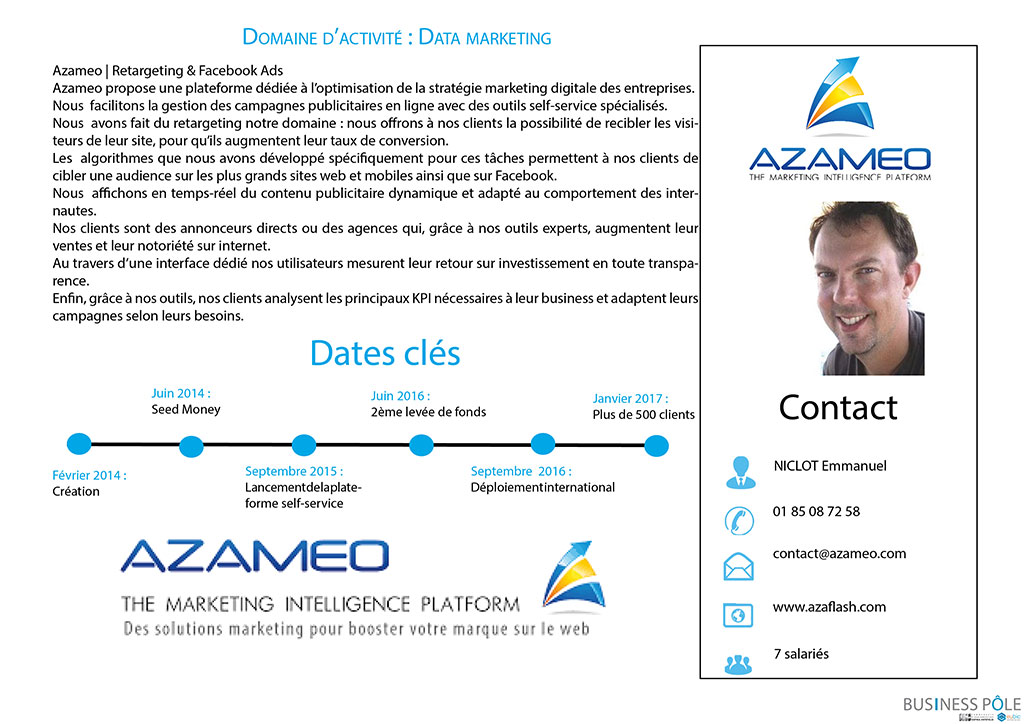 DOMAINE D'ACTIVITÉ : DATA MARKETING
Azameo | Retargeting & Facebook Ads
Azameo propose une plateforme dédiée à l'optimisation de la stratégie marketing digitale des entreprises.
Nous facilitons la gestion des campagnes publicitaires en ligne avec des outils self-service spécialisés.
Nous avons fait du retargeting notre domaine : nous offrons à nos clients la possibilité de recibler les visi-
teurs de leur site, pour qu'ils augmentent leur taux de conversion.
Les algorithmes que nous avons développé spécifiquement pour ces tâches permettent à nos clients de
cibler une audience sur les plus grands sites web et mobiles ainsi que sur Facebook.
Nous affichons en temps-réel du contenu publicitaire dynamique et adapté au comportement des inter-
nautes.
Nos clients sont des annonceurs directs ou des agences qui, grâce à nos outils experts, augmentent leur
ventes et leur notoriété sur internet.
Au travers d'une interface dédié nos utilisateurs mesurent leur retour sur investissement en toute transpa-
rence.
Enfin, grâce à nos outils, nos clients analysent les principaux KPI nécessaires à leur business et adaptent leurs
campagnes selon leurs besoins.
Dates clés
Février 2014 :
Création
Juin 2014 :
Seed Money
Septembre 2015 :
Lancementdelaplate-
forme self-service
Juin 2016 :
2ème levée de fonds
Septembre 2016 :
Déploiementinternational
Janvier 2017 :
Plus de 500 clients
AZAMEO
THE MARKETING INTELLIGENCE PLATFORM
Des solutions marketing pour booster votre marque sur le web
AZAMEO
THE MARKETING INTELLIGENCE PLATFORM
Contact
NICLOT Emmanuel
01 85 08 72 58
contact@azameo.com
www.azaflash.com
7 salariés
BUSINESS PÔLE